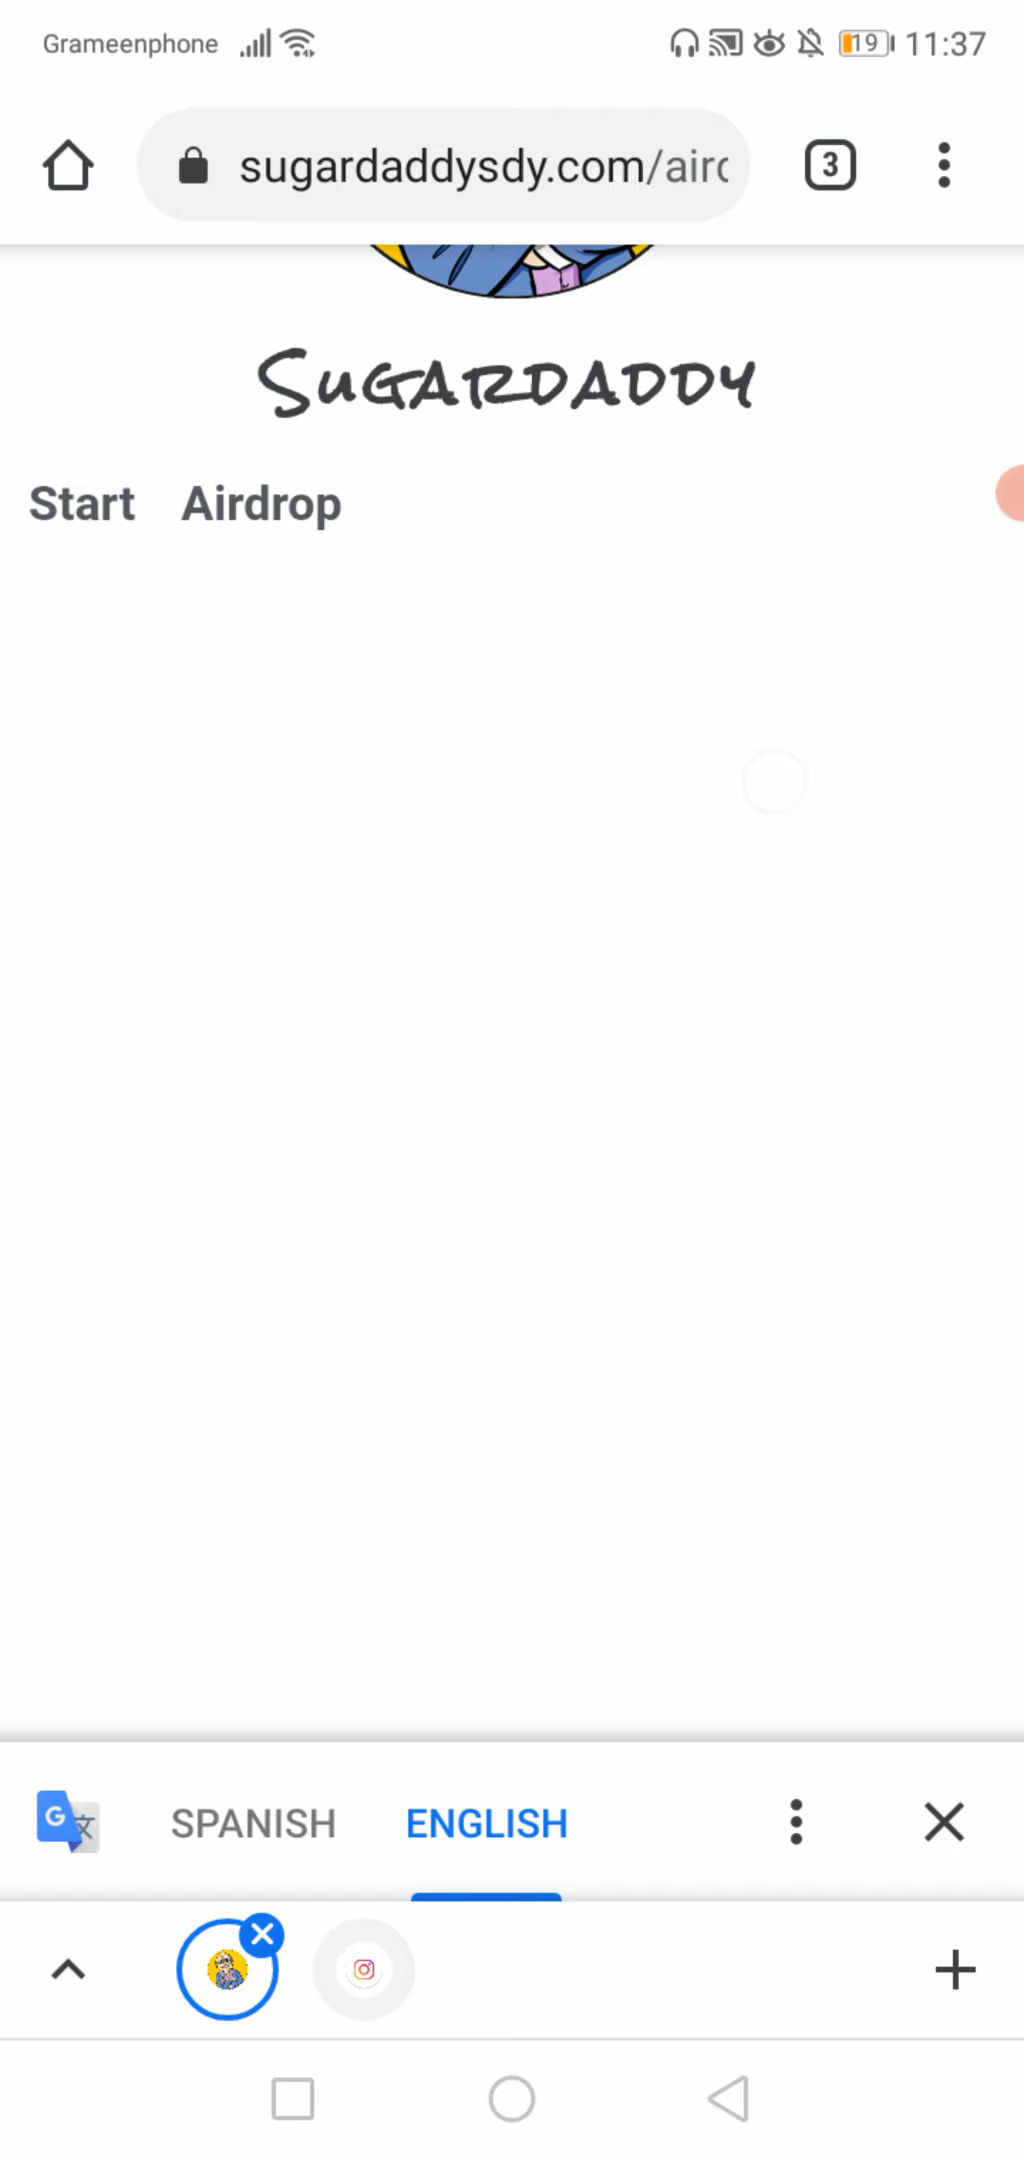 Grameenphone 19 11:37
sugardaddysdy.com/airc 3
SUGARDADDY
Start Airdrop
SPANISH ENGLISH